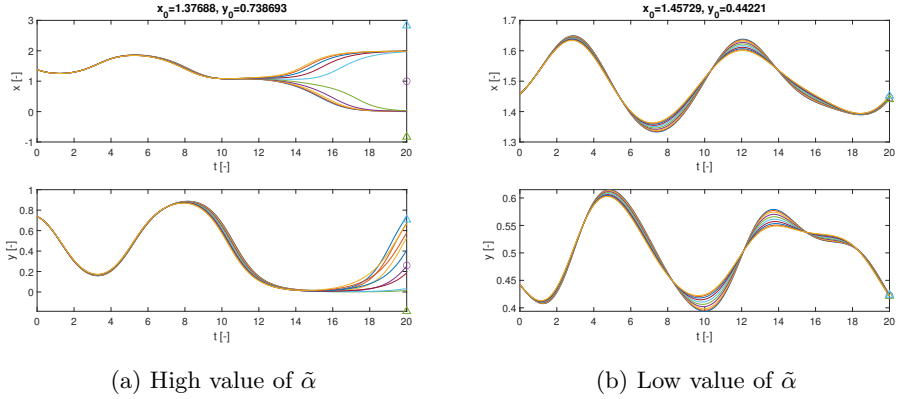 x0=1.37688, y0=0.738693
3
2
1
0
-1
x [-]
0 2 4 6 8 10 12 14 16 18 20
t [-]
1
0.8
0.6
0.4
0.2
0
y [-]
0 2 4 6 8 10 12 14 16 18 20
t [-]
(a) High value of α̃
x0=1.45729, y0=0.44221
1.7
1.6
1.5
1.4
1.3
x [-]
0 2 4 6 8 10 12 14 16 18 20
t [-]
0.6
0.55
0.5
0.45
0.4
y [-]
0 2 4 6 8 10 12 14 16 18 20
t [-]
(b) Low value of α̃